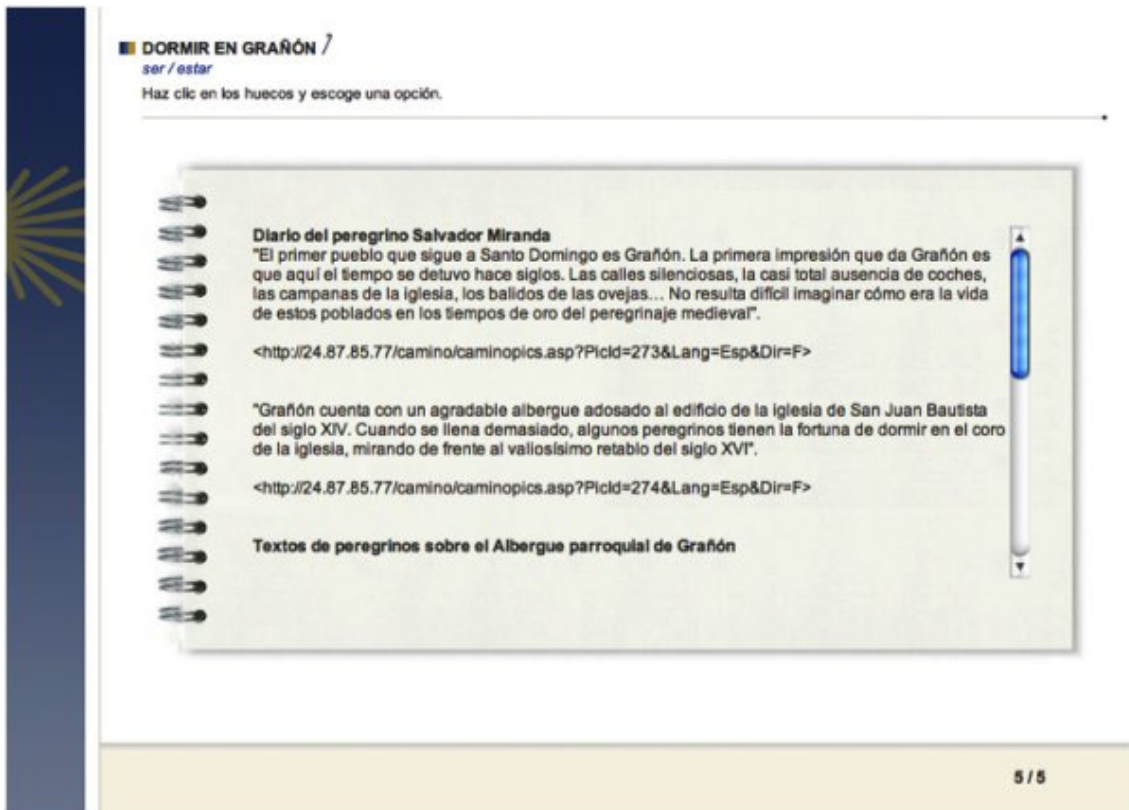 DORMIR EN GRAÑÓN
ser / estar
Haz clic en los huecos y escoge una opción.
Diario del peregrino Salvador Miranda
"El primer pueblo que sigue a Santo Domingo es Grañón. La primera impresión que da Grañón es
que aquí el tiempo se detuvo hace siglos. Las calles silenciosas, la casi total ausencia de coches,
las campanas de la iglesia, los balidos de las ovejas... No resulta difícil imaginar cómo era la vida
de estos poblados en los tiempos de oro del peregrinaje medieval".
<http://24.87.85.77/camino/caminopics.asp?PicId=273&Lang=Esp&Dir=F>
"Grañón cuenta con un agradable albergue adosado al edificio de la iglesia de San Juan Bautista
del siglo XIV. Cuando se llena demasiado, algunos peregrinos tienen la fortuna de dormir en el coro
de la iglesia, mirando de frente al valiosísimo retablo del siglo XVI".
<http://24.87.85.77/camino/caminopics.asp?PicId=274&Lang=Esp&Dir=F>
Textos de peregrinos sobre el Albergue parroquial de Grañón
5 / 5